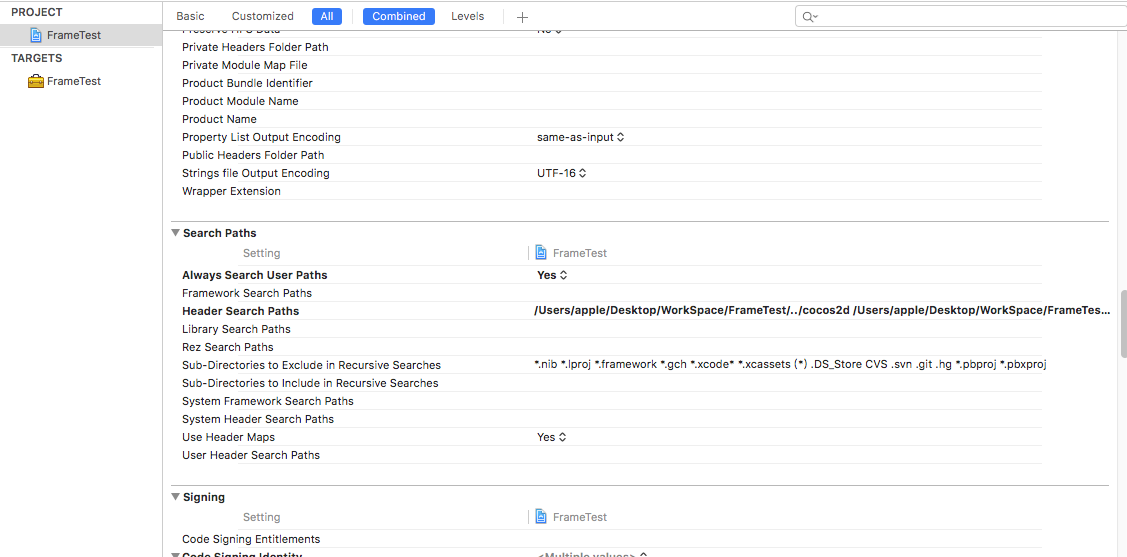 PROJECT
FrameTest
TARGETS
FrameTest
Basic Customized All Combined Levels
Preserve HFS Data No
Private Headers Folder Path
Private Module Map File
Product Bundle Identifier
Product Module Name
Product Name
Property List Output Encoding same-as-input
Public Headers Folder Path
Strings file Output Encoding UTF-16
Wrapper Extension
Search Paths
Setting FrameTest
Always Search User Paths Yes
Framework Search Paths
Header Search Paths /Users/apple/Desktop/WorkSpace/FrameTest/../cocos2d /Users/apple/Desktop/WorkSpace/FrameTes...
Library Search Paths
Rez Search Paths
Sub-Directories to Exclude in Recursive Searches *.nib *.lproj *.framework *.gch *.xcode* *.xcassets (*) .DS_Store CVS .svn .git .hg *.pbproj *.pbxproj
Sub-Directories to Include in Recursive Searches
System Framework Search Paths
System Header Search Paths
Use Header Maps Yes
User Header Search Paths
Signing
Setting FrameTest
Code Signing Entitlements
Code Signing Identity <Multiple values>